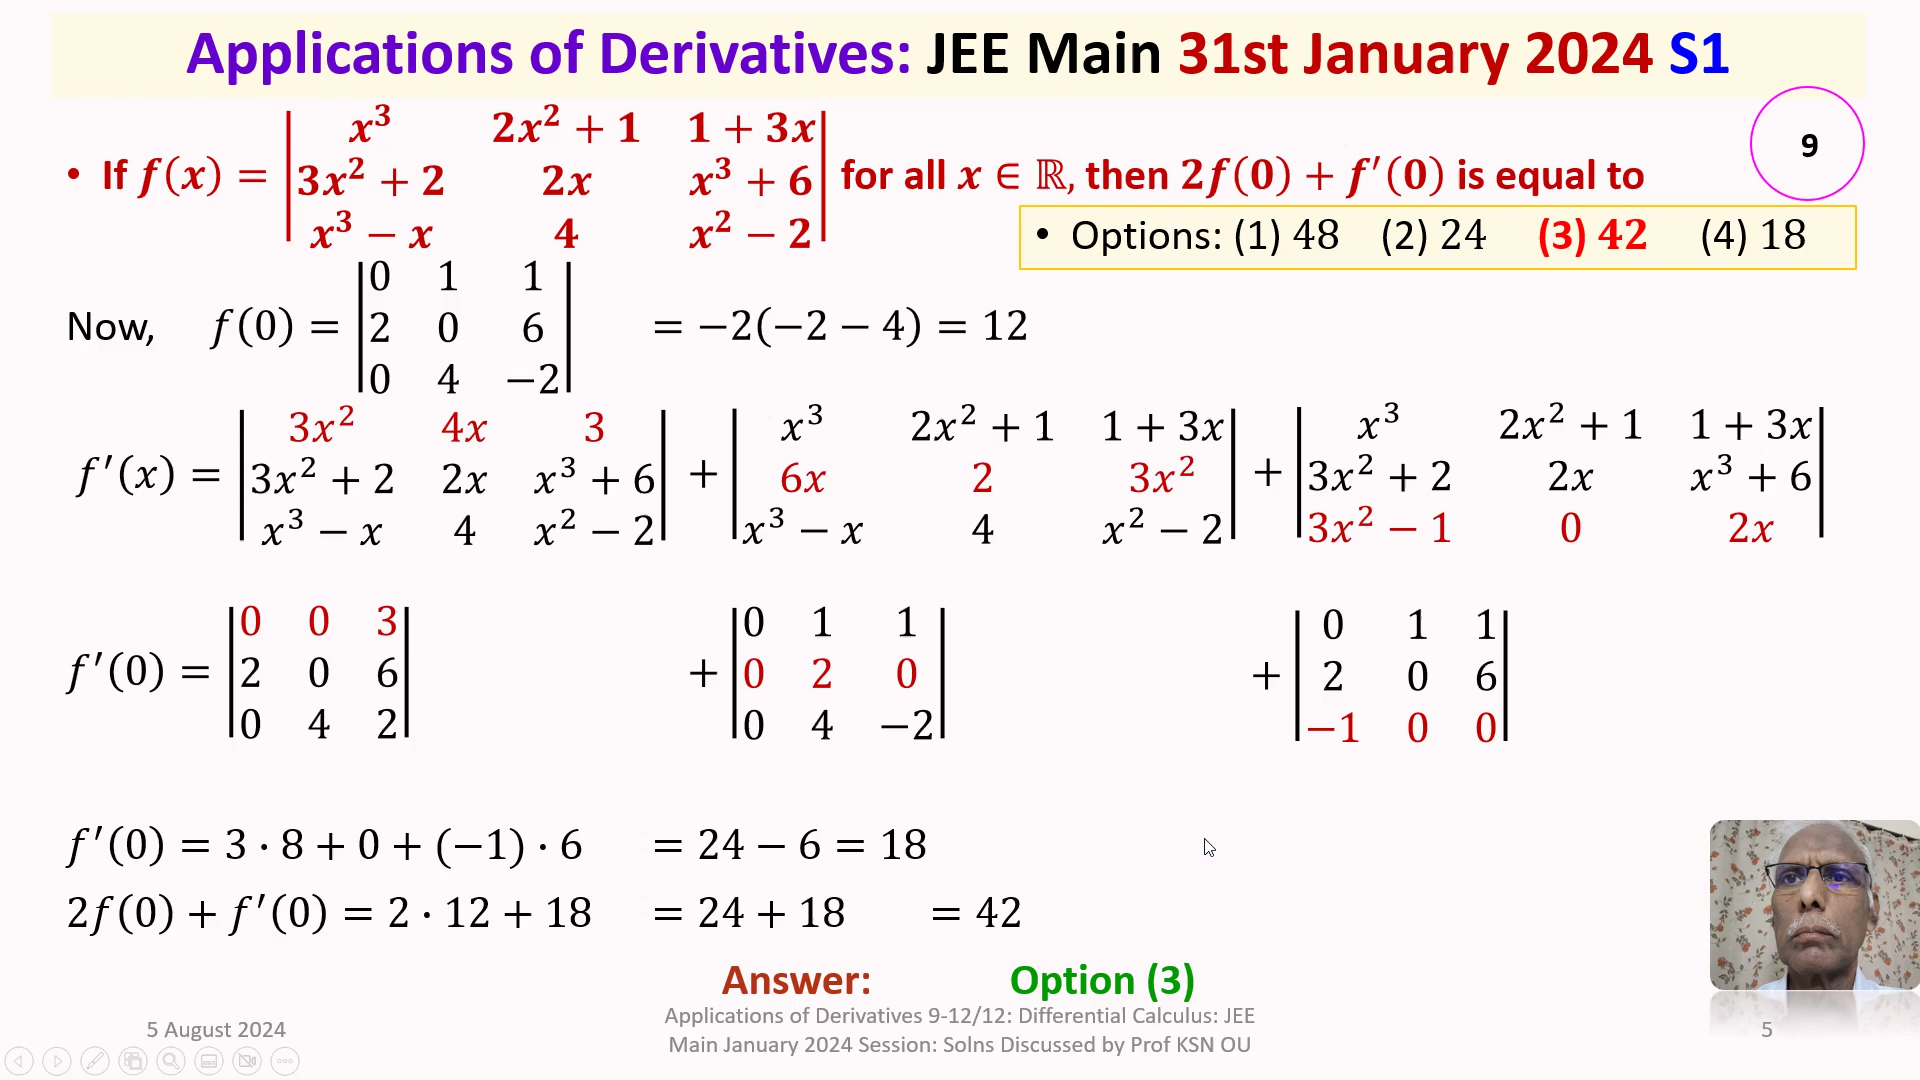 Applications of Derivatives: JEE Main 31st January 2024 S1
9
• If f(x) = | x³ 2x² + 1 1 + 3x |
| 3x² + 2 2x x³ + 6 |
| x³ − x 4 x² − 2 | for all x ∈ ℝ, then 2f(0) + f′(0) is equal to
• Options: (1) 48 (2) 24 (3) 42 (4) 18
Now, f(0) = | 0 1 1 |
| 2 0 6 |
| 0 4 −2 | = −2(−2 − 4) = 12
f′(x) = | 3x² 4x 3 | + | x³ 2x² + 1 1 + 3x | + | x³ 2x² + 1 1 + 3x |
| 3x² + 2 2x x³ + 6 | | 6x 2 3x² | | 3x² + 2 2x x³ + 6 |
| x³ − x 4 x² − 2 | | x³ − x 4 x² − 2 | | 3x² − 1 0 2x |
f′(0) = | 0 0 3 | + | 0 1 1 | + | 0 1 1 |
| 2 0 6 | | 0 2 0 | | 2 0 6 |
| 0 4 2 | | 0 4 −2 | | −1 0 0 |
f′(0) = 3 · 8 + 0 + (−1) · 6 = 24 − 6 = 18
2f(0) + f′(0) = 2 · 12 + 18 = 24 + 18 = 42
Answer: Option (3)
5 August 2024
Applications of Derivatives 9-12/12: Differential Calculus: JEE
Main January 2024 Session: Solns Discussed by Prof KSN OU
5